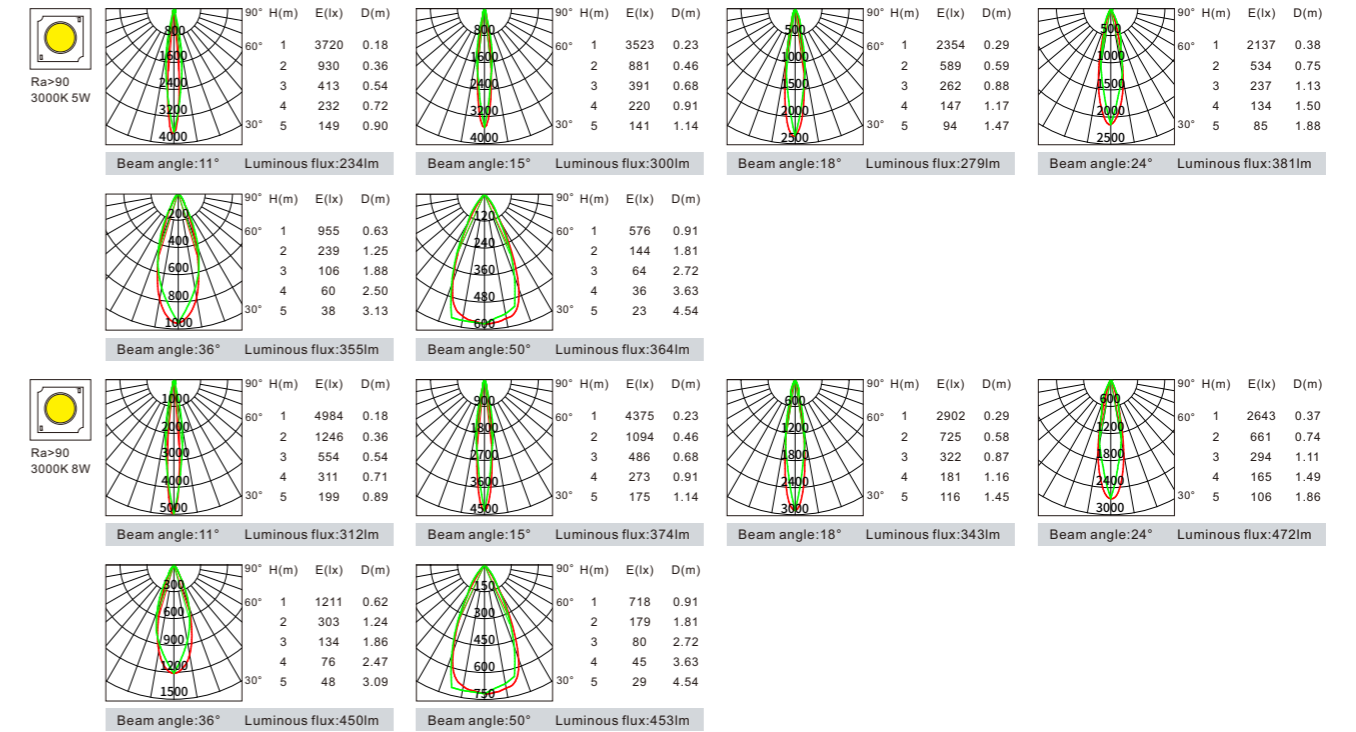 Ra>90
3000K 5W
800
1600
2400
3200
4000
90° H(m) E(lx) D(m)
60° 1 3720 0.18
2 930 0.36
3 413 0.54
4 232 0.72
30° 5 149 0.90
Beam angle:11° Luminous flux:234lm
800
1600
2400
3200
4000
90° H(m) E(lx) D(m)
60° 1 3523 0.23
2 881 0.46
3 391 0.68
4 220 0.91
30° 5 141 1.14
Beam angle:15° Luminous flux:300lm
500
1000
1500
2000
2500
90° H(m) E(lx) D(m)
60° 1 2354 0.29
2 589 0.59
3 262 0.88
4 147 1.17
30° 5 94 1.47
Beam angle:18° Luminous flux:279lm
500
1000
1500
2000
2500
90° H(m) E(lx) D(m)
60° 1 2137 0.38
2 534 0.75
3 237 1.13
4 134 1.50
30° 5 85 1.88
Beam angle:24° Luminous flux:381lm
200
400
600
800
1000
90° H(m) E(lx) D(m)
60° 1 955 0.63
2 239 1.25
3 106 1.88
4 60 2.50
30° 5 38 3.13
Beam angle:36° Luminous flux:355lm
120
240
360
480
600
90° H(m) E(lx) D(m)
60° 1 576 0.91
2 144 1.81
3 64 2.72
4 36 3.63
30° 5 23 4.54
Beam angle:50° Luminous flux:364lm
Ra>90
3000K 8W
1000
2000
3000
4000
5000
90° H(m) E(lx) D(m)
60° 1 4984 0.18
2 1246 0.36
3 554 0.54
4 311 0.71
30° 5 199 0.89
Beam angle:11° Luminous flux:312lm
900
1800
2700
3600
4500
90° H(m) E(lx) D(m)
60° 1 4375 0.23
2 1094 0.46
3 486 0.68
4 273 0.91
30° 5 175 1.14
Beam angle:15° Luminous flux:374lm
600
1200
1800
2400
3000
90° H(m) E(lx) D(m)
60° 1 2902 0.29
2 725 0.58
3 322 0.87
4 181 1.16
30° 5 116 1.45
Beam angle:18° Luminous flux:343lm
600
1200
1800
2400
3000
90° H(m) E(lx) D(m)
60° 1 2643 0.37
2 661 0.74
3 294 1.11
4 165 1.49
30° 5 106 1.86
Beam angle:24° Luminous flux:472lm
300
600
900
1200
1500
90° H(m) E(lx) D(m)
60° 1 1211 0.62
2 303 1.24
3 134 1.86
4 76 2.47
30° 5 48 3.09
Beam angle:36° Luminous flux:450lm
150
300
450
600
750
90° H(m) E(lx) D(m)
60° 1 718 0.91
2 179 1.81
3 80 2.72
4 45 3.63
30° 5 29 4.54
Beam angle:50° Luminous flux:453lm